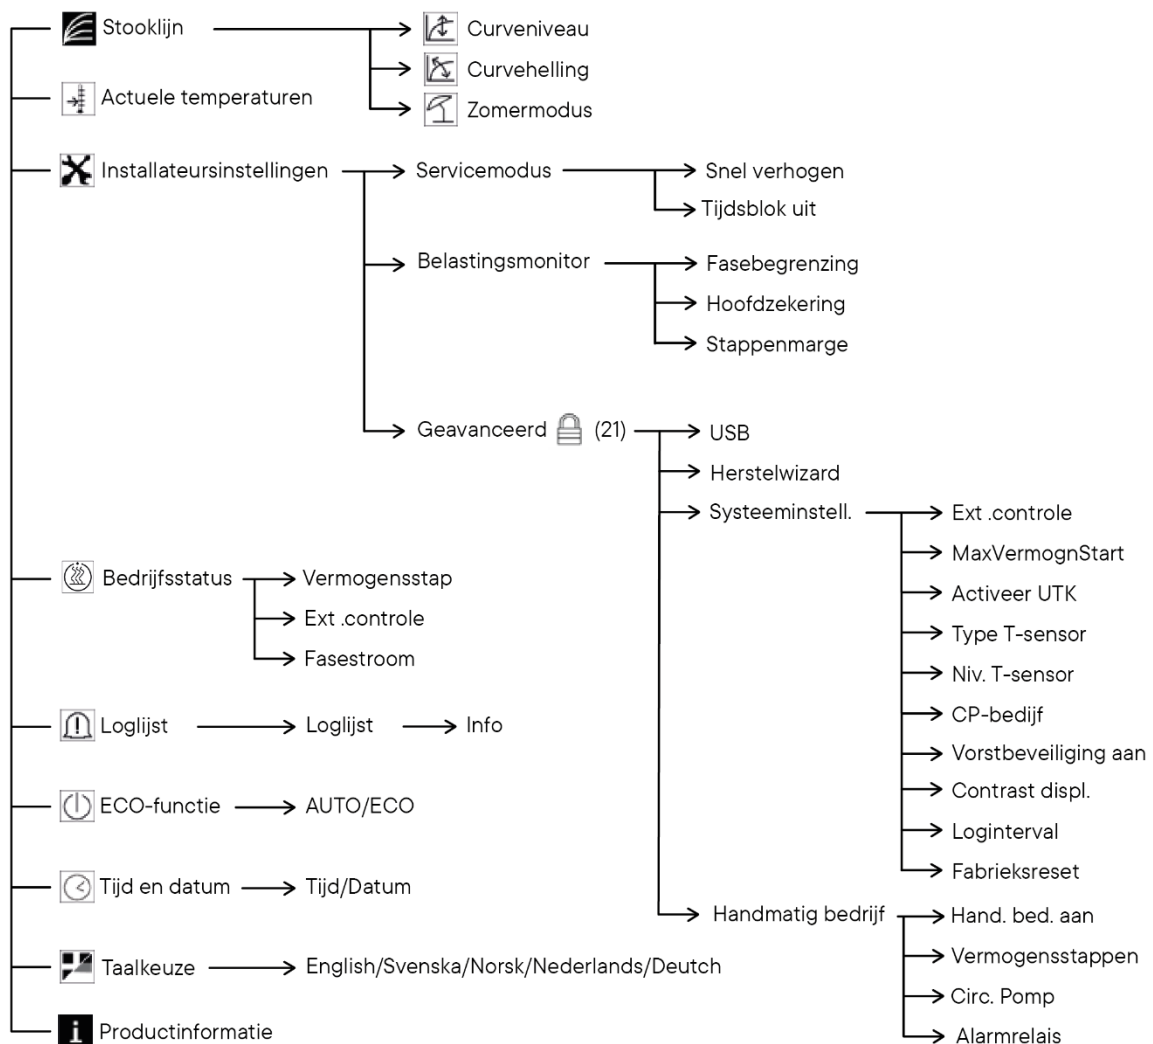 Stooklijn
Curveniveau
Curvehelling
Zomermodus
Actuele temperaturen
Installateursinstellingen
Servicemodus
Snel verhogen
Tijdsblok uit
Belastingsmonitor
Fasebegrenzing
Hoofdzekering
Stappenmarge
Geavanceerd (21)
USB
Herstelwizard
Systeeminstell.
Ext .controle
MaxVermognStart
Activeer UTK
Type T-sensor
Niv. T-sensor
CP-bedijf
Vorstbeveiliging aan
Contrast displ.
Loginterval
Fabrieksreset
Handmatig bedrijf
Hand. bed. aan
Vermogensstappen
Circ. Pomp
Alarmrelais
Bedrijfsstatus
Vermogensstap
Ext .controle
Fasestroom
Loglijst
Loglijst
Info
ECO-functie
AUTO/ECO
Tijd en datum
Tijd/Datum
Taalkeuze
English/Svenska/Norsk/Nederlands/Deutch
i Productinformatie